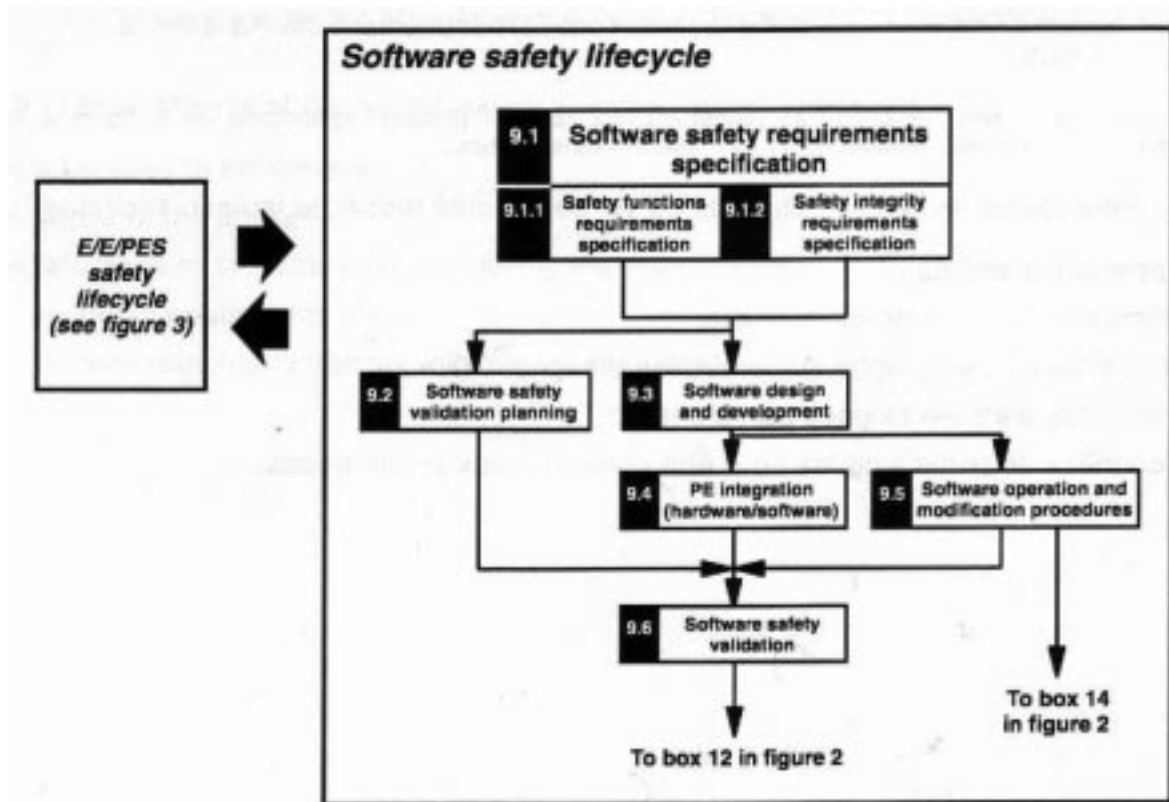 Software safety lifecycle
9.1
Software safety requirements
specification
9.1.1
Safety functions
requirements
specification
9.1.2
Safety integrity
requirements
specification
E/E/PES
safety
lifecycle
(see figure 3)
9.2
Software safety
validation planning
9.3
Software design
and development
9.4
PE integration
(hardware/software)
9.5
Software operation and
modification procedures
9.6
Software safety
validation
To box 14
in figure 2
To box 12 in figure 2